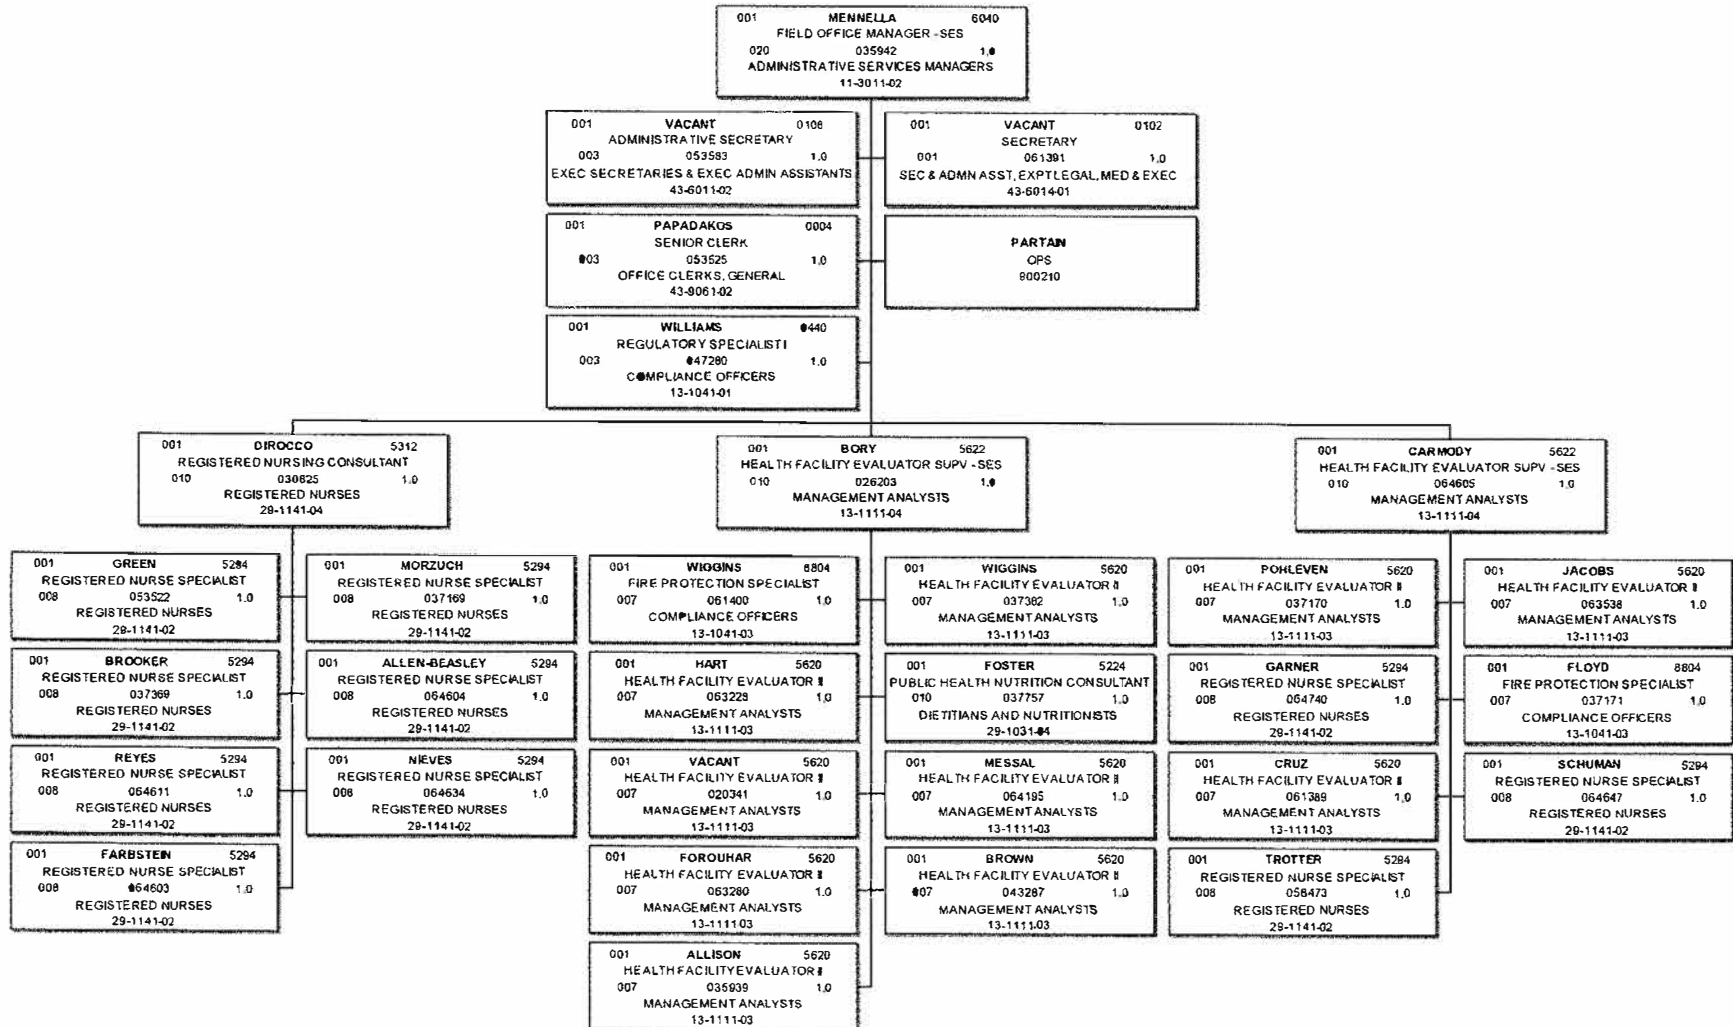 001 MENNELLA 6040
FIELD OFFICE MANAGER - SES
020 035942 1.0
ADMINISTRATIVE SERVICES MANAGERS
11-3011-02
001 VACANT 0108
ADMINISTRATIVE SECRETARY
003 053583 1.0
EXEC SECRETARIES & EXEC ADMIN ASSISTANTS
43-6011-02
001 VACANT 0102
SECRETARY
001 061391 1.0
SEC & ADMN ASST, EXPT LEGAL, MED & EXEC
43-6014-01
001 PAPADAKOS 0004
SENIOR CLERK
003 053525 1.0
OFFICE CLERKS, GENERAL
43-9061-02
PARTAIN
OPS
900210
001 WILLIAMS 0440
REGULATORY SPECIALIST I
003 047280 1.0
COMPLIANCE OFFICERS
13-1041-01
001 DIROCCO 5312
REGISTERED NURSING CONSULTANT
010 030825 1.0
REGISTERED NURSES
29-1141-04
001 BORY 5622
HEALTH FACILITY EVALUATOR SUPV - SES
010 026203 1.0
MANAGEMENT ANALYSTS
13-1111-04
001 CARMODY 5622
HEALTH FACILITY EVALUATOR SUPV - SES
010 064605 1.0
MANAGEMENT ANALYSTS
13-1111-04
001 GREEN 5294
REGISTERED NURSE SPECIALIST
008 053522 1.0
REGISTERED NURSES
29-1141-02
001 MORZUCH 5294
REGISTERED NURSE SPECIALIST
008 037169 1.0
REGISTERED NURSES
29-1141-02
001 WIGGINS 8804
FIRE PROTECTION SPECIALIST
007 061400 1.0
COMPLIANCE OFFICERS
13-1041-03
001 WIGGINS 5620
HEALTH FACILITY EVALUATOR II
007 037382 1.0
MANAGEMENT ANALYSTS
13-1111-03
001 POHLEVEN 5620
HEALTH FACILITY EVALUATOR II
007 037170 1.0
MANAGEMENT ANALYSTS
13-1111-03
001 JACOBS 5620
HEALTH FACILITY EVALUATOR II
007 063538 1.0
MANAGEMENT ANALYSTS
13-1111-03
001 BROOKER 5294
REGISTERED NURSE SPECIALIST
008 037369 1.0
REGISTERED NURSES
29-1141-02
001 ALLEN-BEASLEY 5294
REGISTERED NURSE SPECIALIST
008 064604 1.0
REGISTERED NURSES
29-1141-02
001 HART 5620
HEALTH FACILITY EVALUATOR II
007 063228 1.0
MANAGEMENT ANALYSTS
13-1111-03
001 FOSTER 5224
PUBLIC HEALTH NUTRITION CONSULTANT
010 037757 1.0
DIETITIANS AND NUTRITIONISTS
29-1031-04
001 GARNER 5294
REGISTERED NURSE SPECIALIST
008 064740 1.0
REGISTERED NURSES
29-1141-02
001 FLOYD 8804
FIRE PROTECTION SPECIALIST
007 037171 1.0
COMPLIANCE OFFICERS
13-1041-03
001 REYES 5294
REGISTERED NURSE SPECIALIST
008 064611 1.0
REGISTERED NURSES
29-1141-02
001 NIEVES 5294
REGISTERED NURSE SPECIALIST
008 064634 1.0
REGISTERED NURSES
29-1141-02
001 VACANT 5620
HEALTH FACILITY EVALUATOR II
007 020341 1.0
MANAGEMENT ANALYSTS
13-1111-03
001 MESSAL 5620
HEALTH FACILITY EVALUATOR II
007 064195 1.0
MANAGEMENT ANALYSTS
13-1111-03
001 CRUZ 5620
HEALTH FACILITY EVALUATOR II
007 061389 1.0
MANAGEMENT ANALYSTS
13-1111-03
001 SCHUMAN 5294
REGISTERED NURSE SPECIALIST
008 064647 1.0
REGISTERED NURSES
29-1141-02
001 FARBSTEIN 5294
REGISTERED NURSE SPECIALIST
008 064603 1.0
REGISTERED NURSES
29-1141-02
001 FOROUHAR 5620
HEALTH FACILITY EVALUATOR II
007 063280 1.0
MANAGEMENT ANALYSTS
13-1111-03
001 BROWN 5620
HEALTH FACILITY EVALUATOR II
007 043287 1.0
MANAGEMENT ANALYSTS
13-1111-03
001 TROTTER 5294
REGISTERED NURSE SPECIALIST
008 058473 1.0
REGISTERED NURSES
29-1141-02
001 ALLISON 5620
HEALTH FACILITY EVALUATOR II
007 035939 1.0
MANAGEMENT ANALYSTS
13-1111-03